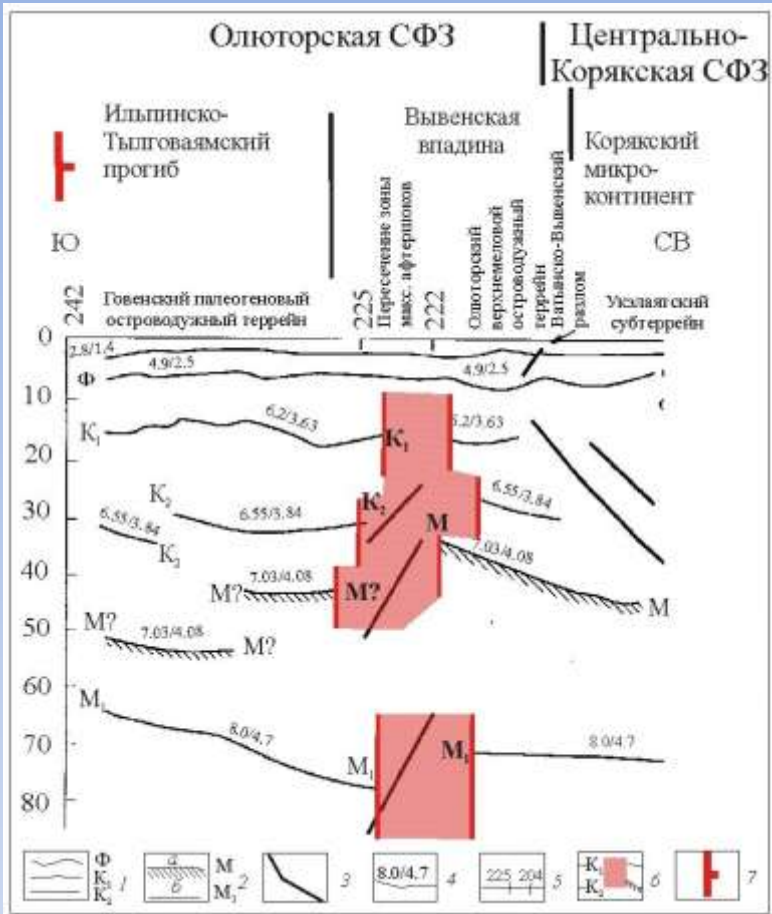 Олюторская СФЗ
Центрально-
Корякская СФЗ
Ильпинско-
Тылговаямский
прогиб
Вывенская
впадина
Корякский
микро-
континент
Ю
СВ
242
Говенский палеогеновый
островодужный террейн
225
Пересечение зоны
макс. афтершоков
222
Олюторский
верхнемеловой
островодужный
террейн
Ватынско-Вывенский
разлом
Укэлаятский
субтеррейн
0
10
20
30
40
50
60
70
80
2.8/1.4
Ф
4.9/2.5
4.9/2.5
K₁
6.2/3.63
K₁
6.2/3.63
K₂
6.55/3.84
K₂
6.55/3.84
K₂
6.55/3.84
М
7.03/4.08
М
М?
7.03/4.08
М?
М?
7.03/4.08
М?
М₁
8.0/4.7
М₁
М₁
8.0/4.7
Ф
K₁
K₂
1
а
М
б
М₁
2
3
8.0/4.7
4
225 204
5
K₁
K₂
6
7